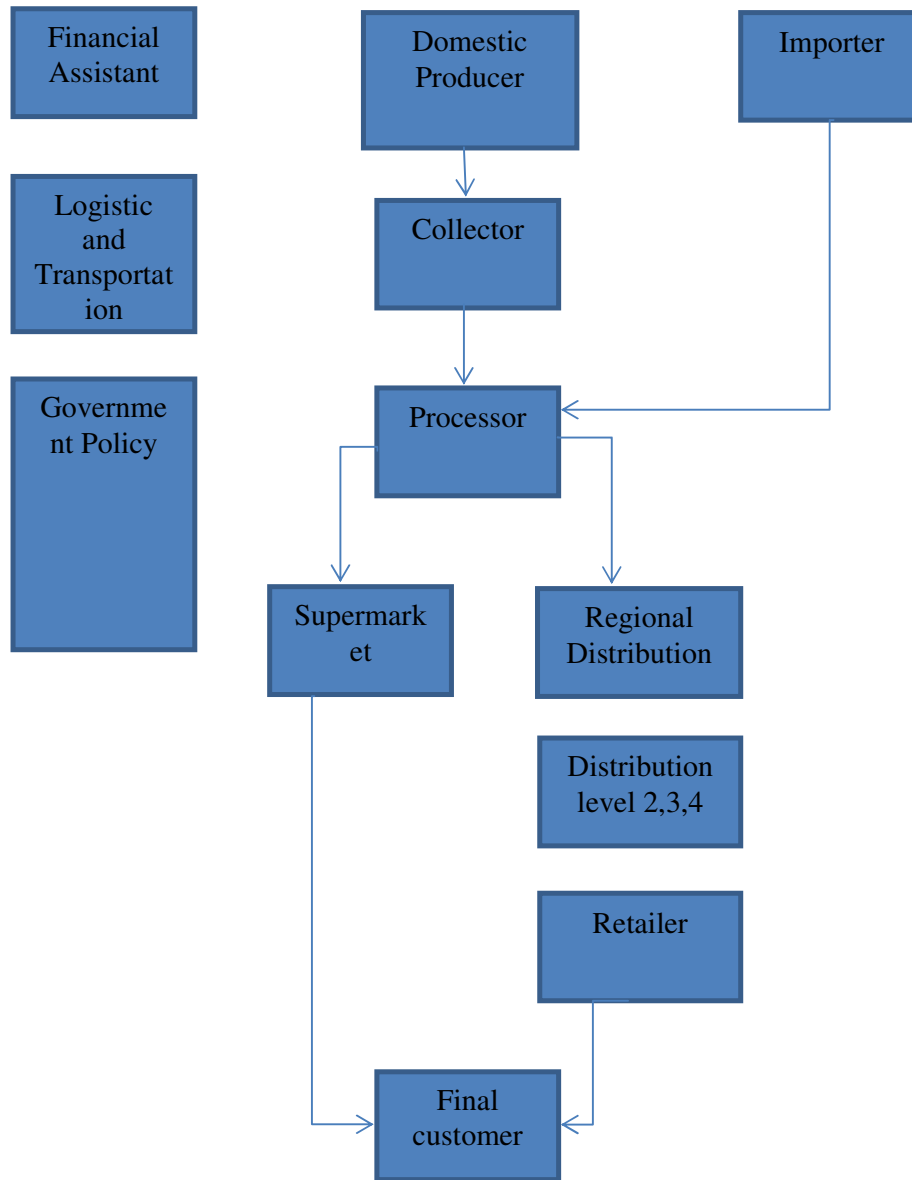 Financial
Assistant
Domestic
Producer
Importer
Logistic
and
Transportat
ion
Collector
Governme
nt Policy
Processor
Supermark
et
Regional
Distribution
Distribution
level 2,3,4
Retailer
Final
customer